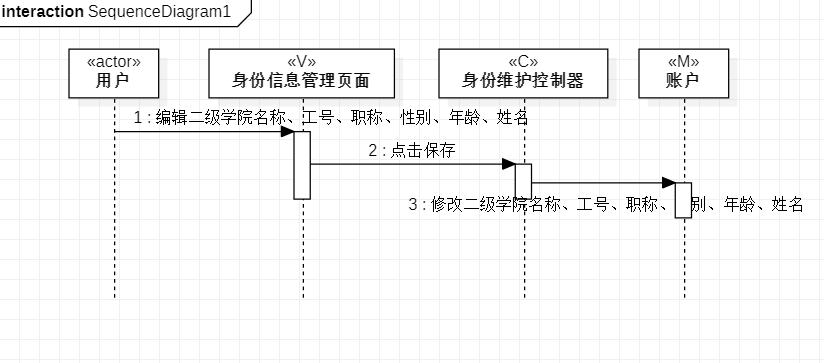 interaction SequenceDiagram1
«actor»
用户
«V»
身份信息管理页面
«C»
身份维护控制器
«M»
账户
1 : 编辑二级学院名称、工号、职称、性别、年龄、姓名
2 : 点击保存
3 : 修改二级学院名称、工号、职称、别、年龄、姓名